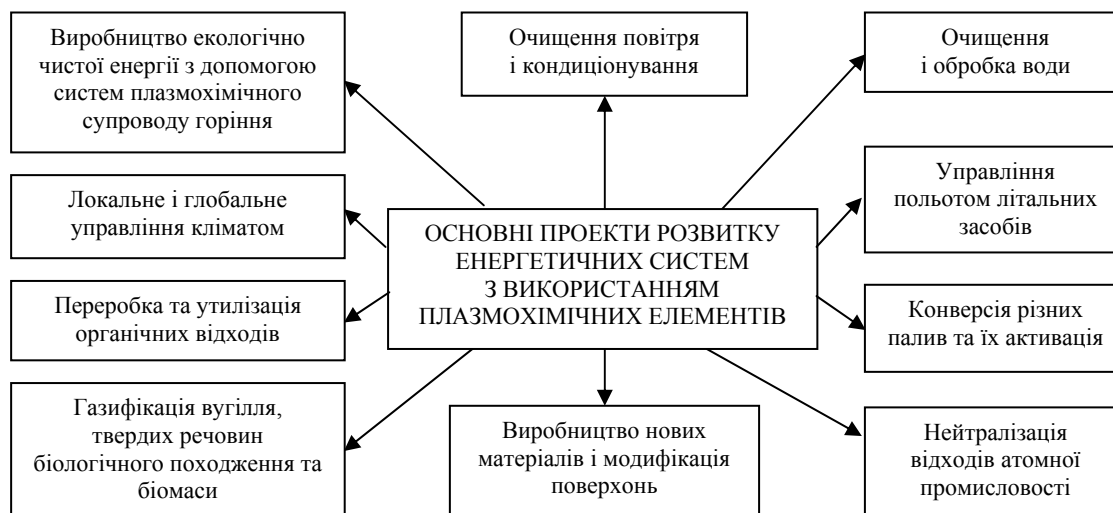 Виробництво екологічно
чистої енергії з допомогою
систем плазмохімічного
супроводу горіння
Очищення повітря
і кондиціонування
Очищення
і обробка води
Локальне і глобальне
управління кліматом
Управління
польотом літальних
засобів
ОСНОВНІ ПРОЕКТИ РОЗВИТКУ
ЕНЕРГЕТИЧНИХ СИСТЕМ
З ВИКОРИСТАННЯМ
ПЛАЗМОХІМІЧНИХ ЕЛЕМЕНТІВ
Переробка та утилізація
органічних відходів
Конверсія різних
палив та їх активація
Газифікація вугілля,
твердих речовин
біологічного походження та
біомаси
Виробництво нових
матеріалів і модифікація
поверхонь
Нейтралізація
відходів атомної
промисловості